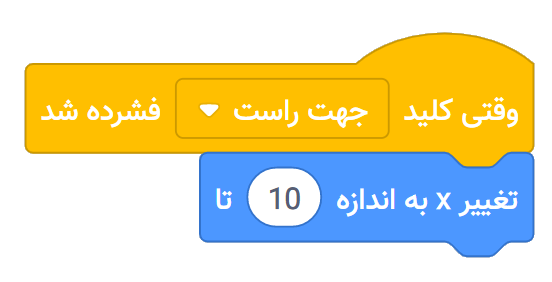 وقتی کلید جهت راست فشرده شد
تغییر x به اندازه 10 تا